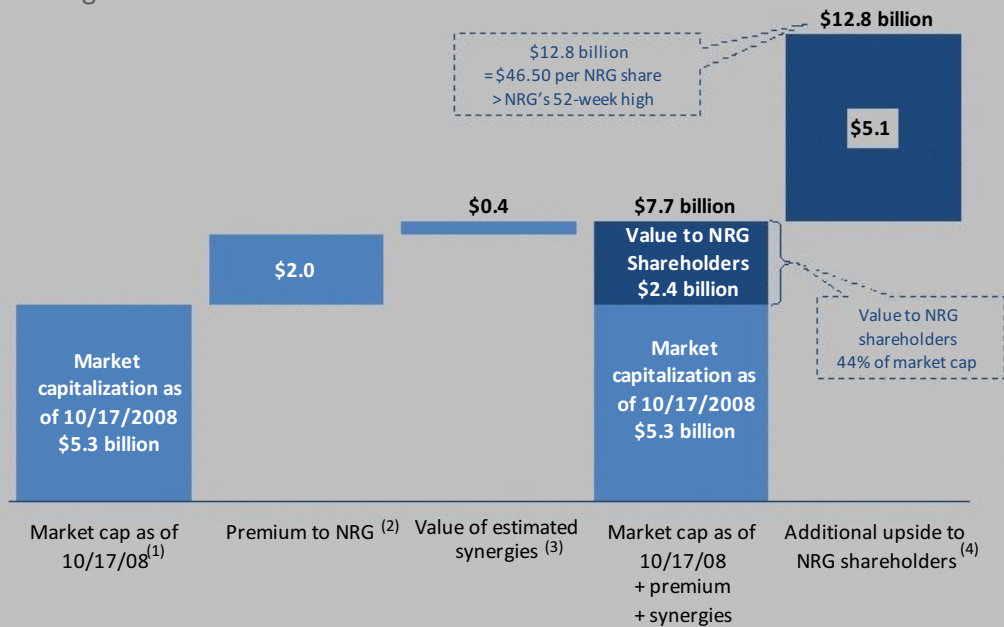 $12.8 billion
$12.8 billion
= $46.50 per NRG share
> NRG's 52-week high
$5.1
$0.4
$7.7 billion
$2.0
Value to NRG
Shareholders
$2.4 billion
Value to NRG
shareholders
44% of market cap
Market
capitalization as
of 10/17/2008
$5.3 billion
Market
capitalization as
of 10/17/2008
$5.3 billion
Market cap as of
10/17/08(1)
Premium to NRG (2)
Value of estimated
synergies (3)
Market cap as of
10/17/08
+ premium
+ synergies
Additional upside to
NRG shareholders(4)